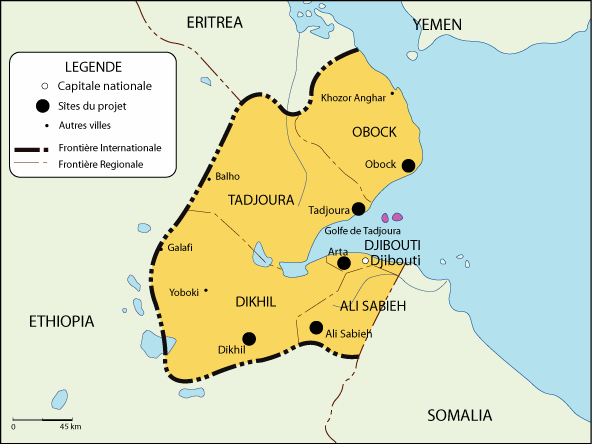 ERITREA
YEMEN
LEGENDE
Capitale nationale
Sîtes du projet
Autres villes
Frontière Internationale
Frontière Regionale
Khozor Anghar
OBOCK
Obock
Balho
TADJOURA
Tadjoura
Golfe de Tadjoura
DJIBOUTI
Djibouti
Arta
Galafi
Yoboki
DIKHIL
ALI SABIEH
Ali Sabieh
Dikhil
ETHIOPIA
SOMALIA
0 45 km